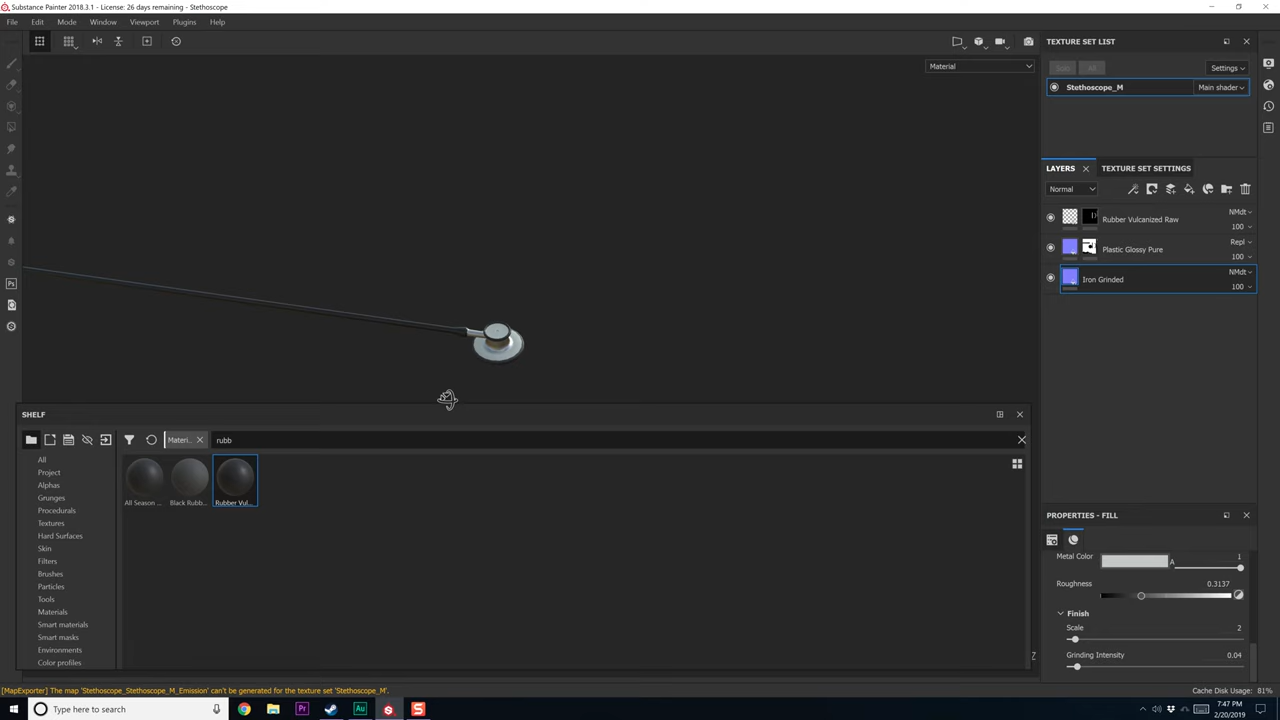 Substance Painter 2018.3.1 - License: 26 days remaining - Stethoscope
File Edit Mode Window Viewport Plugins Help
Material
TEXTURE SET LIST
Settings
Stethoscope_M Main shader
LAYERS TEXTURE SET SETTINGS
Normal
Rubber Vulcanized Raw NMdt 100
Plastic Glossy Pure Repl 100
Iron Grinded NMdt 100
SHELF
Materi... rubb
All
Project
Alphas
Grunges
Procedurals
Textures
Hard Surfaces
Skin
Filters
Brushes
Particles
Tools
Materials
Smart materials
Smart masks
Environments
Color profiles
All Season ... Black Rubb... Rubber Vul...
PROPERTIES - FILL
Metal Color A 1
Roughness 0.3137
Finish
Scale 2
Grinding Intensity 0.04
[MapExporter] The map 'Stethoscope_Stethoscope_M_Emission' can't be generated for the texture set 'Stethoscope_M'.
Cache Disk Usage: 81%
Type here to search
7:47 PM
2/20/2019